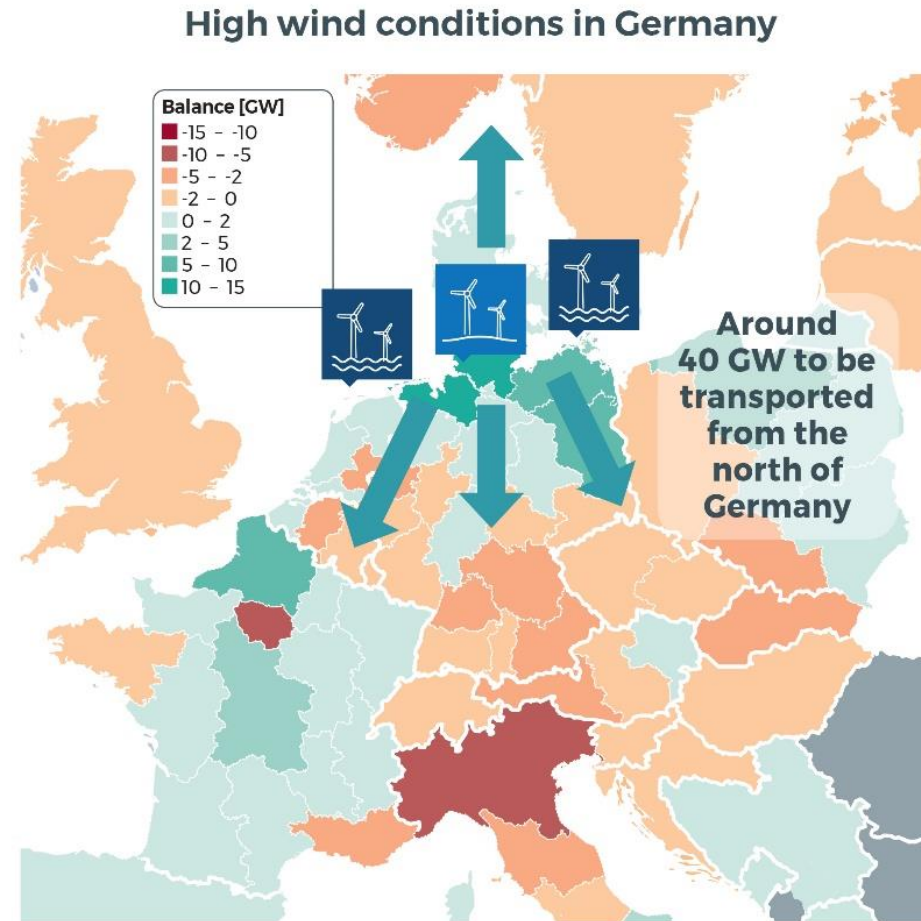 High wind conditions in Germany
Balance [GW]
-15 - -10
-10 - -5
-5 - -2
-2 - 0
0 - 2
2 - 5
5 - 10
10 - 15
Around
40 GW to be
transported
from the
north of
Germany